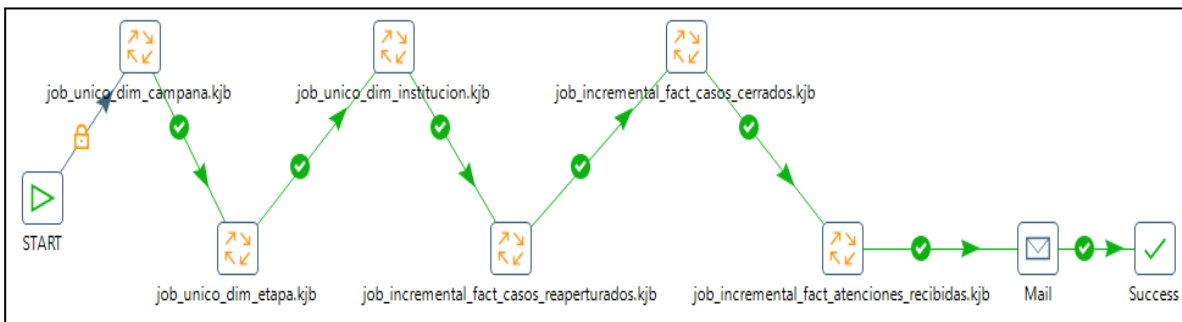 job_unico_dim_campana.kjb
job_unico_dim_institucion.kjb
job_incremental_fact_casos_cerrados.kjb
START
job_unico_dim_etapa.kjb
job_incremental_fact_casos_reaperturados.kjb
job_incremental_fact_atenciones_recibidas.kjb
Mail
Success